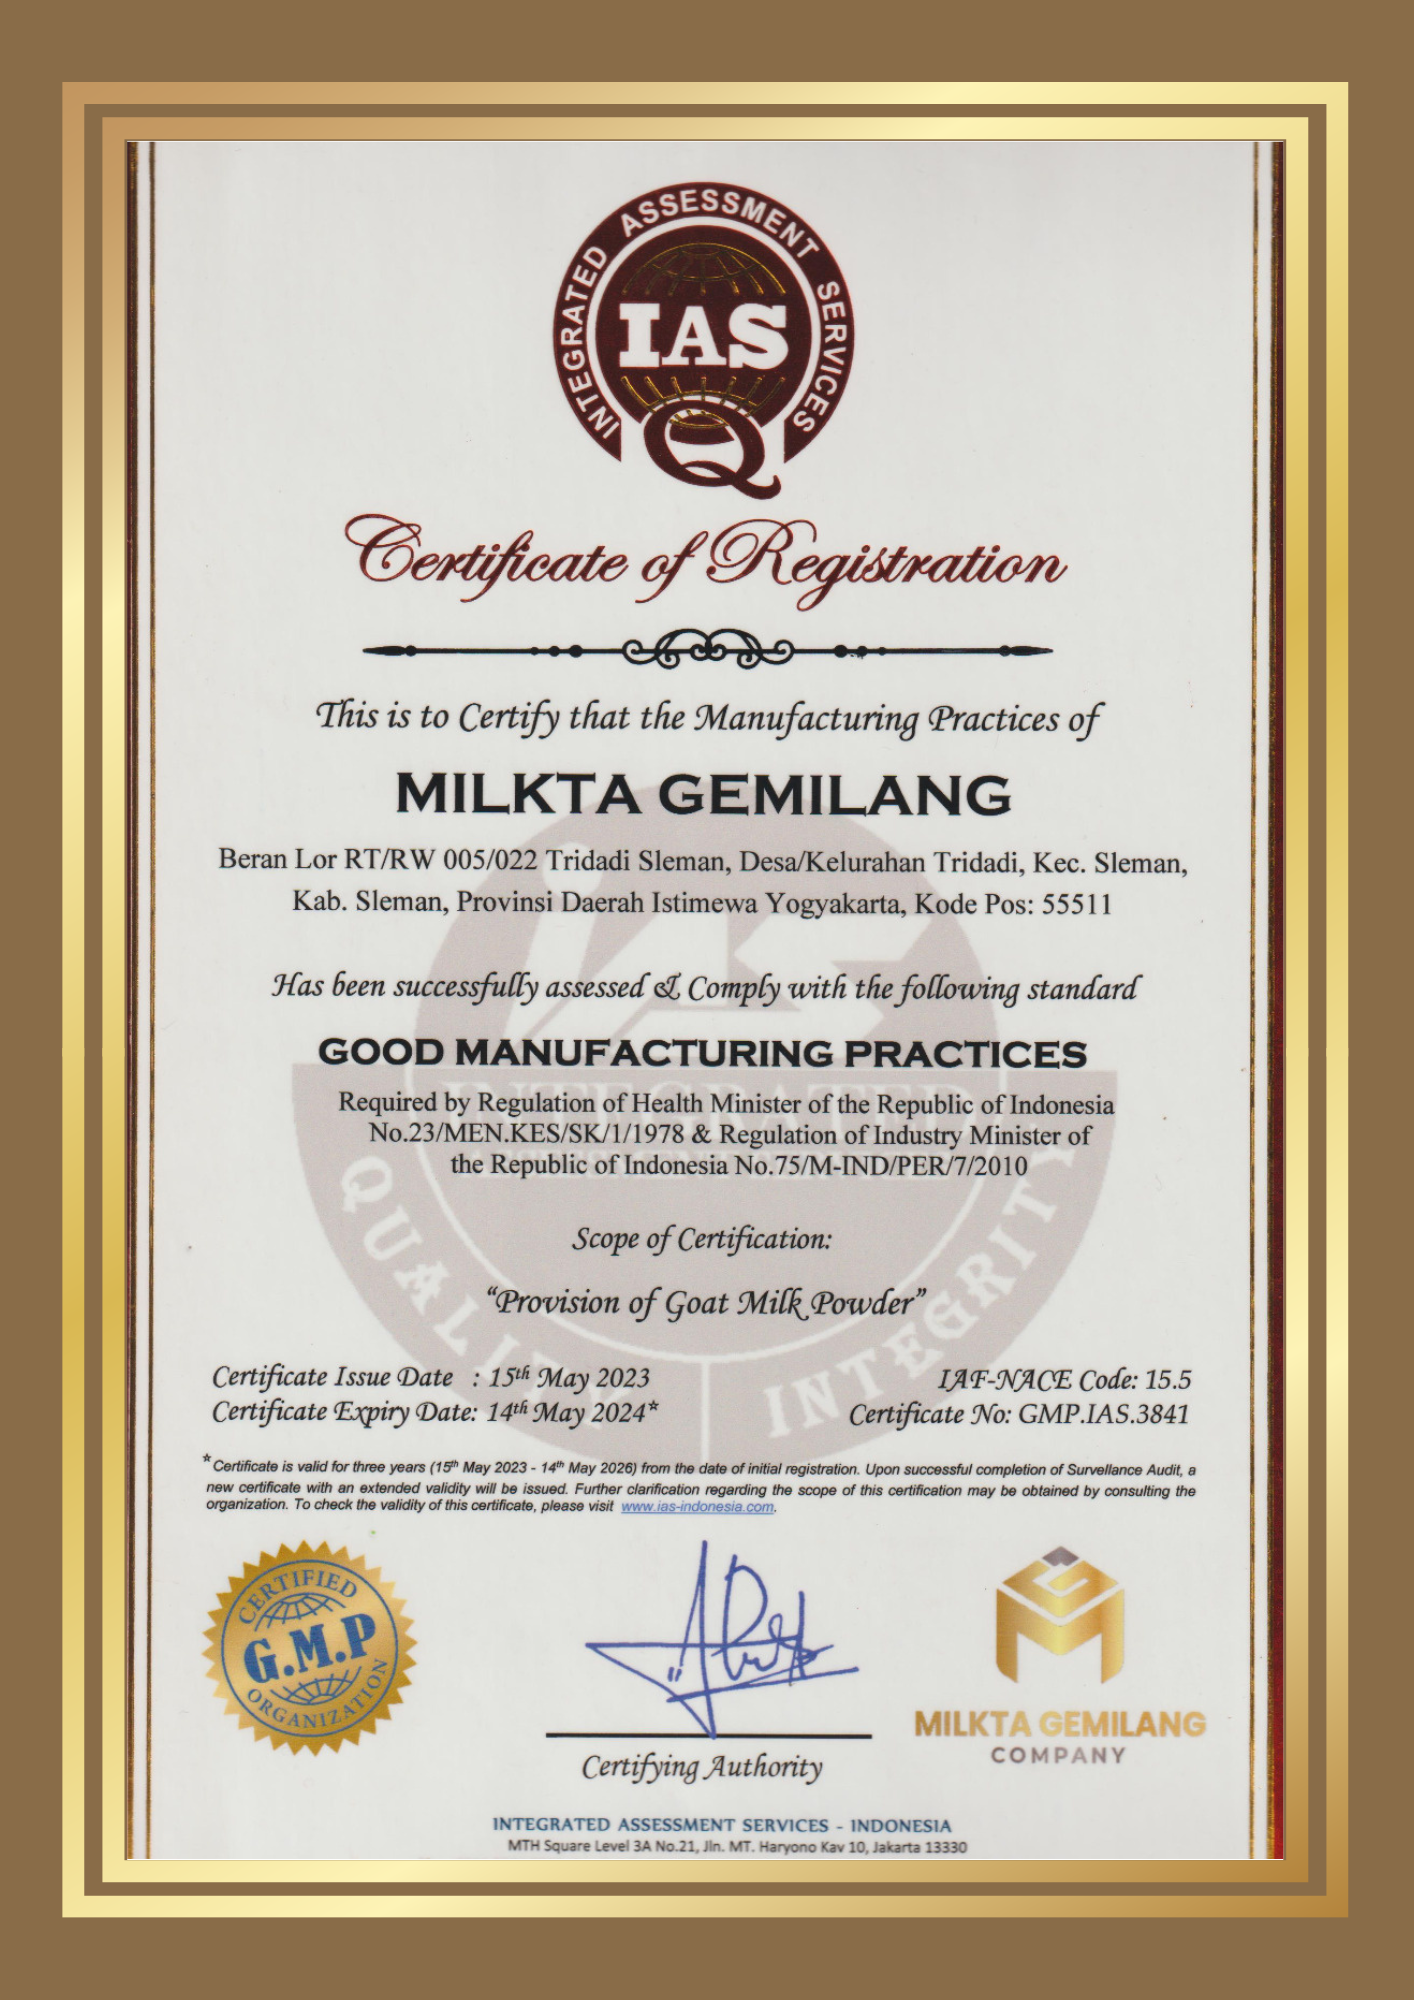 INTEGRATED ASSESSMENT SERVICES
IAS
Q
Certificate of Registration
This is to Certify that the Manufacturing Practices of
MILKTA GEMILANG
Beran Lor RT/RW 005/022 Tridadi Sleman, Desa/Kelurahan Tridadi, Kec. Sleman,
Kab. Sleman, Provinsi Daerah Istimewa Yogyakarta, Kode Pos: 55511
Has been successfully assessed & Comply with the following standard
GOOD MANUFACTURING PRACTICES
Required by Regulation of Health Minister of the Republic of Indonesia
No.23/MEN.KES/SK/1/1978 & Regulation of Industry Minister of
the Republic of Indonesia No.75/M-IND/PER/7/2010
Scope of Certification:
“Provision of Goat Milk Powder”
Certificate Issue Date : 15th May 2023
Certificate Expiry Date: 14th May 2024*
IAF-NACE Code: 15.5
Certificate No: GMP.IAS.3841
*Certificate is valid for three years (15th May 2023 - 14th May 2026) from the date of initial registration. Upon successful completion of Survellance Audit, a
new certificate with an extended validity will be issued. Further clarification regarding the scope of this certification may be obtained by consulting the
organization. To check the validity of this certificate, please visit www.ias-indonesia.com.
IAS
INTEGRATED
QUALITY INTEGRITY
CERTIFIED
G.M.P
ORGANIZATION
Certifying Authority
MILKTA GEMILANG
COMPANY
INTEGRATED ASSESSMENT SERVICES - INDONESIA
MTH Square Level 3A No.21, Jln. MT. Haryono Kav 10, Jakarta 13330